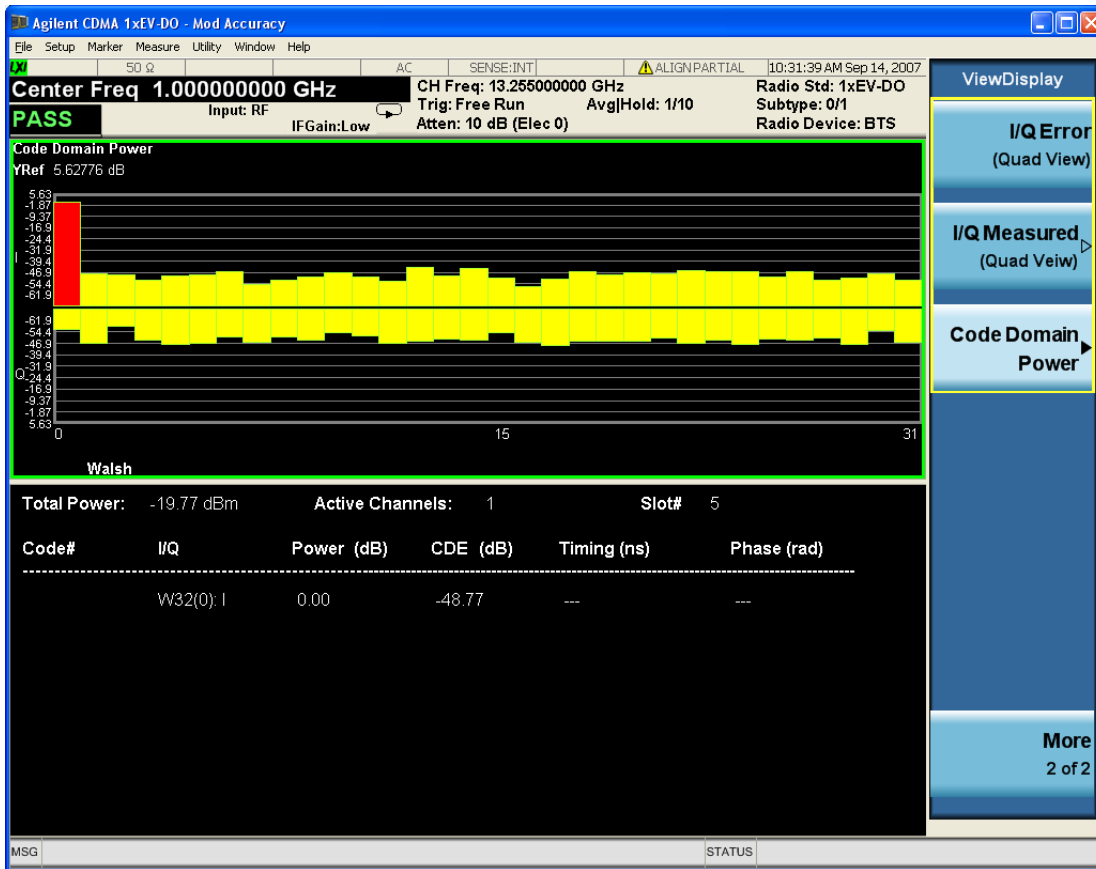 Agilent CDMA 1xEV-DO - Mod Accuracy
File Setup Marker Measure Utility Window Help
LXI 50 Ω AC SENSE:INT ALIGN PARTIAL 10:31:39 AM Sep 14, 2007
Center Freq 1.000000000 GHz
CH Freq: 13.255000000 GHz Radio Std: 1xEV-DO
Input: RF Trig: Free Run Avg|Hold: 1/10 Subtype: 0/1
PASS IFGain:Low Atten: 10 dB (Elec 0) Radio Device: BTS
Code Domain Power
YRef 5.62776 dB
5.63
-1.87
-9.37
-16.9
-24.4
-31.9
I
-39.4
-46.9
-54.4
-61.9
-61.9
-54.4
-46.9
-39.4
-31.9
Q
-24.4
-16.9
-9.37
-1.87
5.63
0 15 31
Walsh
Total Power: -19.77 dBm Active Channels: 1 Slot# 5
Code# I/Q Power (dB) CDE (dB) Timing (ns) Phase (rad)
W32(0): I 0.00 -48.77 --- ---
ViewDisplay
I/Q Error
(Quad View)
I/Q Measured
(Quad Veiw)
Code Domain
Power
More
2 of 2
MSG STATUS